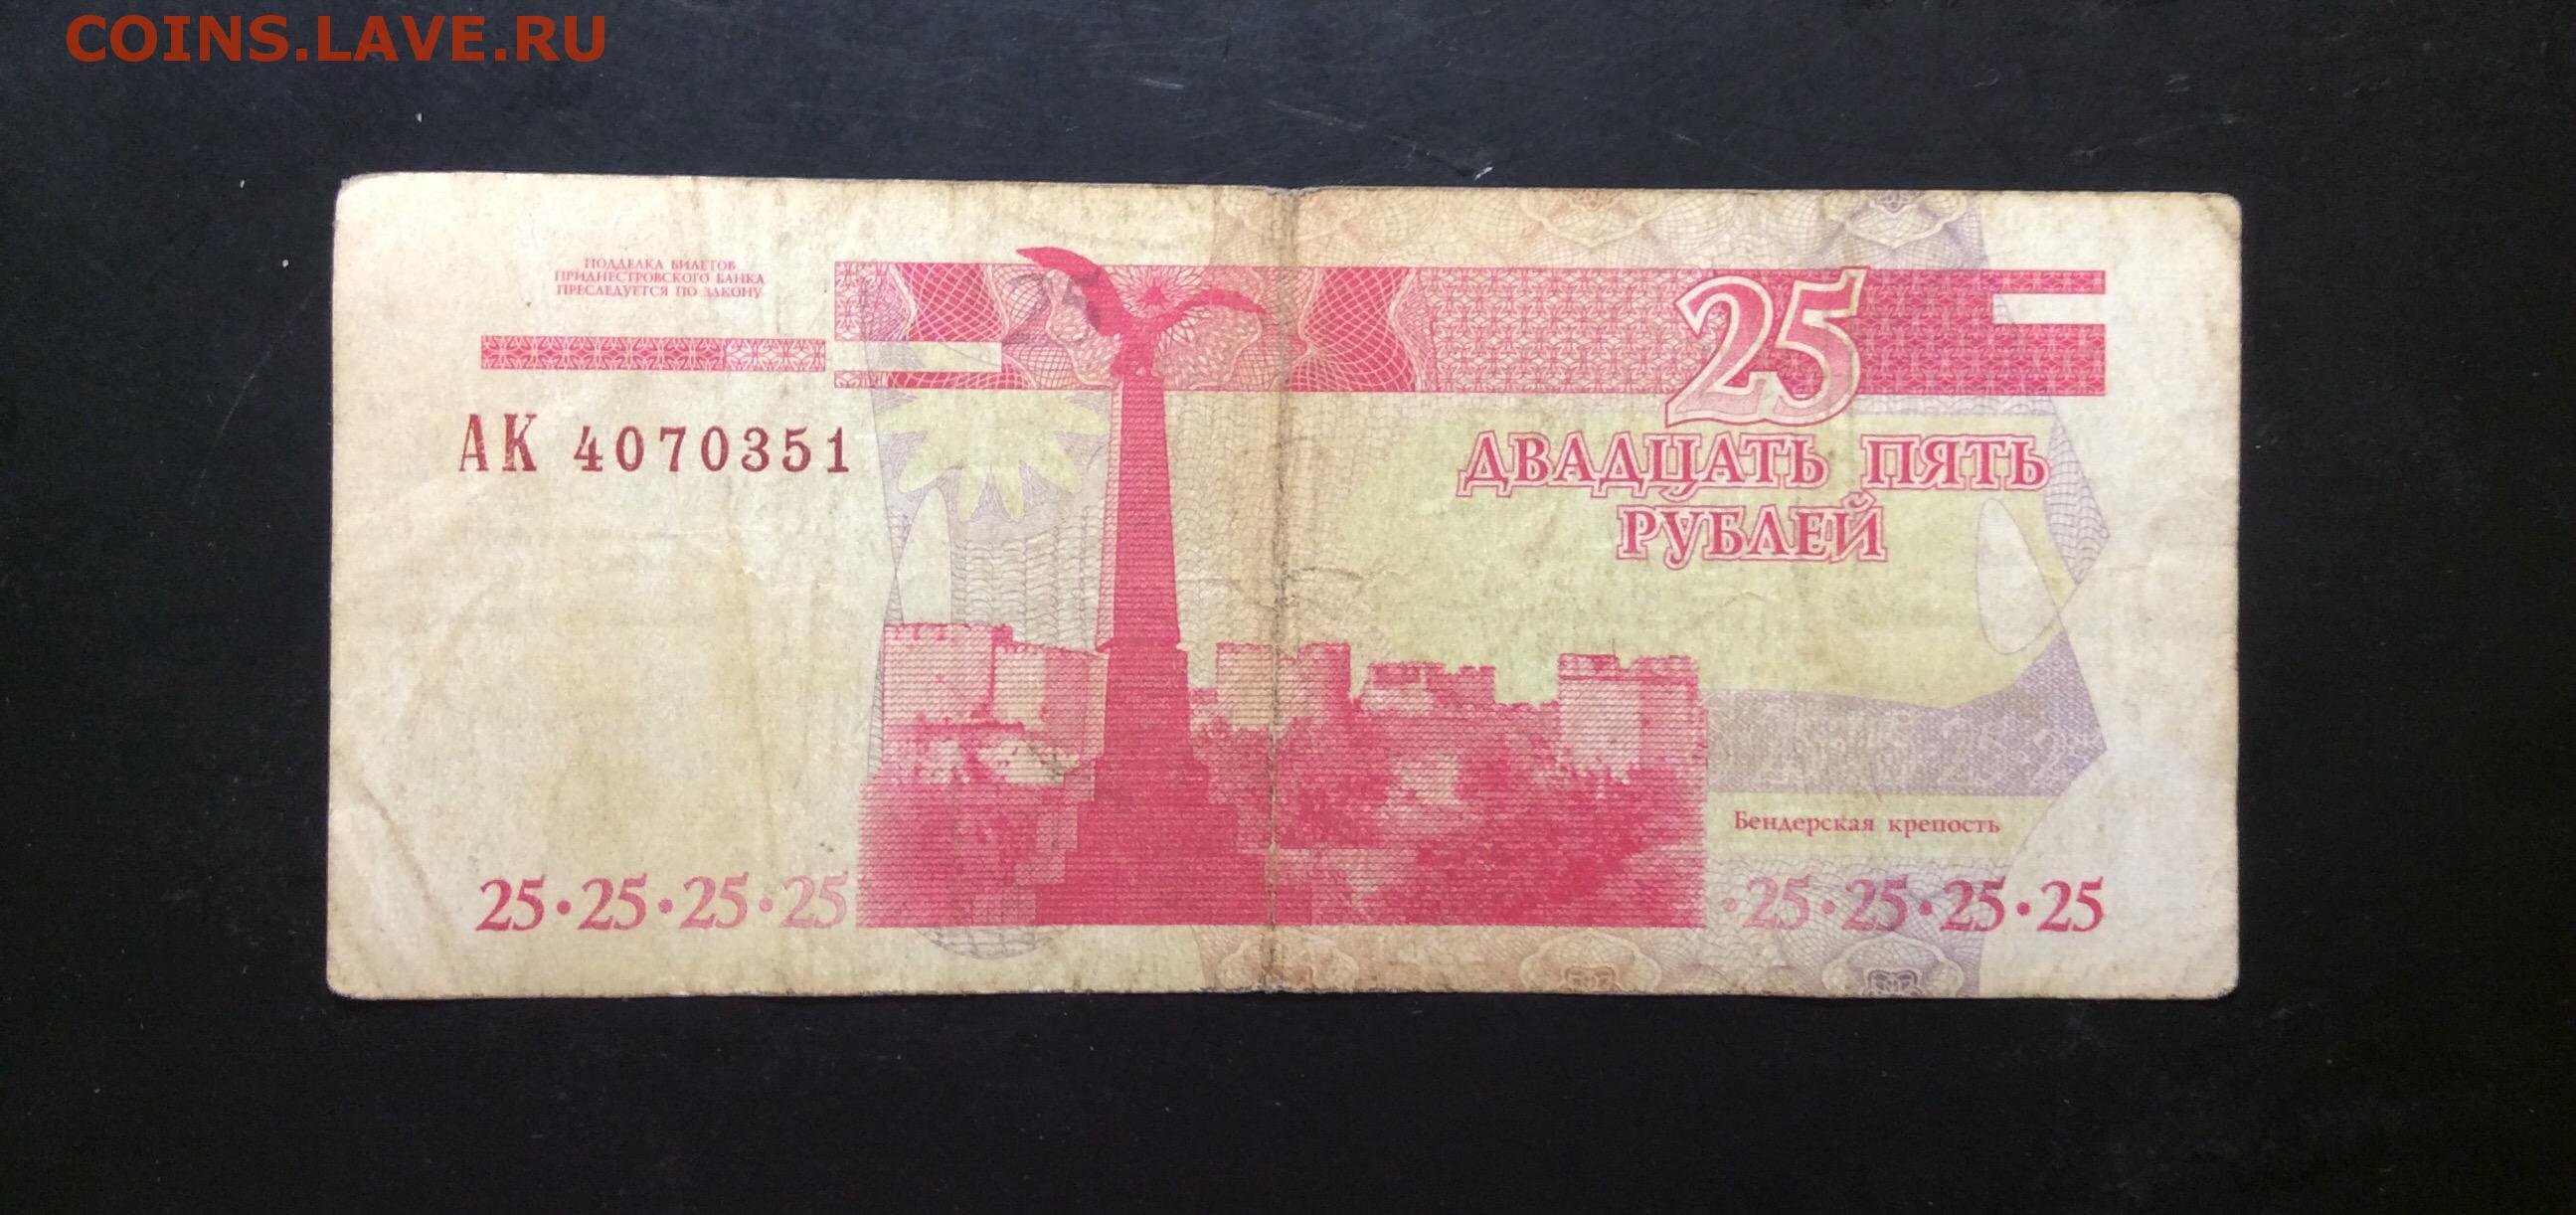 COINS.LAVE.RU
ПОДДЕЛКА БИЛЕТОВ
ПРИДНЕСТРОВСКОГО БАНКА
ПРЕСЛЕДУЕТСЯ ПО ЗАКОНУ
25
25
АК 4070351
ДВАДЦАТЬ ПЯТЬ
РУБЛЕЙ
Бендерская крепость
25·25·25·25
·25·25·25·25